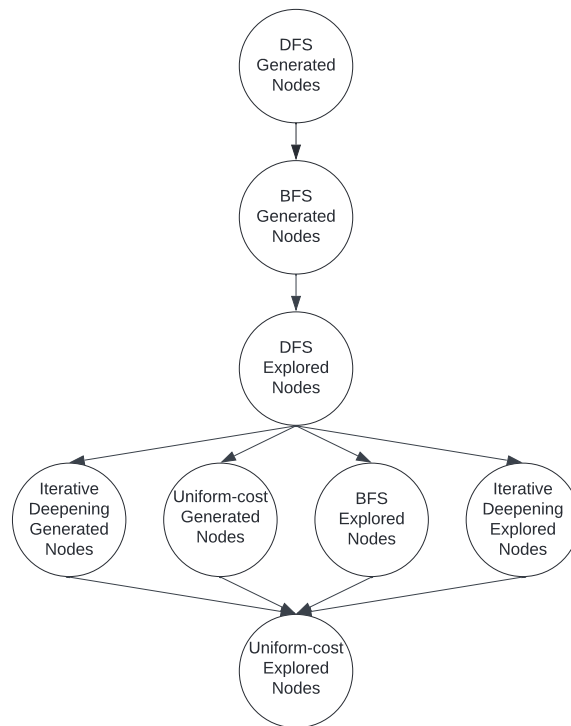 DFS
Generated
Nodes
BFS
Generated
Nodes
DFS
Explored
Nodes
Iterative
Deepening
Generated
Nodes
Uniform-cost
Generated
Nodes
BFS
Explored
Nodes
Iterative
Deepening
Explored
Nodes
Uniform-cost
Explored
Nodes